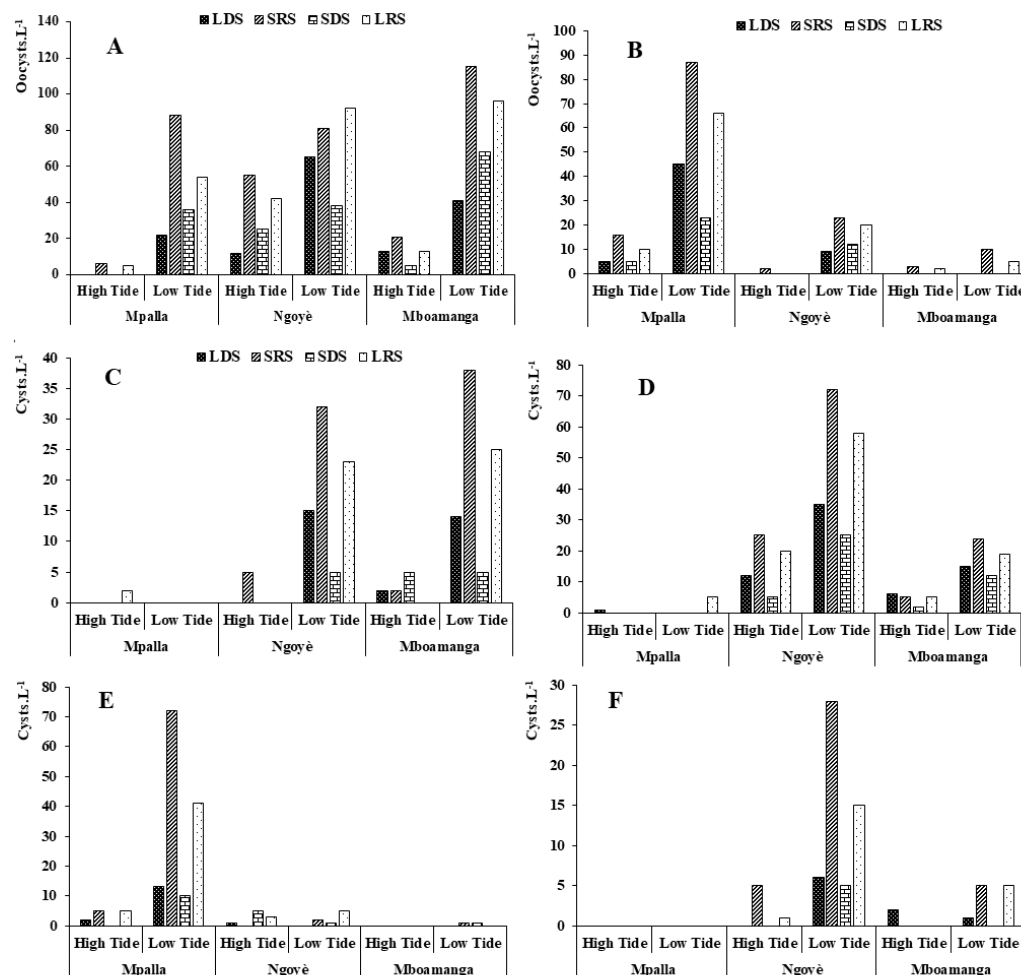 LDS SRS SDS LRS
A
Oocysts.L-1
140
120
100
80
60
40
20
0
High Tide Low Tide High Tide Low Tide High Tide Low Tide
Mpalla Ngoyè Mboamanga
LDS SRS SDS LRS
B
Oocysts.L-1
100
90
80
70
60
50
40
30
20
10
0
High Tide Low Tide High Tide Low Tide High Tide Low Tide
Mpalla Ngoyè Mboamanga
LDS SRS SDS LRS
C
Cysts.L-1
40
35
30
25
20
15
10
5
0
High Tide Low Tide High Tide Low Tide High Tide Low Tide
Mpalla Ngoyè Mboamanga
D
Cysts.L-1
80
70
60
50
40
30
20
10
0
High Tide Low Tide High Tide Low Tide High Tide Low Tide
Mpalla Ngoyè Mboamanga
E
Cysts.L-1
80
70
60
50
40
30
20
10
0
High Tide Low Tide High Tide Low Tide High Tide Low Tide
Mpalla Ngoyè Mboamanga
F
Cysts.L-1
30
25
20
15
10
5
0
High Tide Low Tide High Tide Low Tide High Tide Low Tide
Mpalla Ngoyè Mboamanga